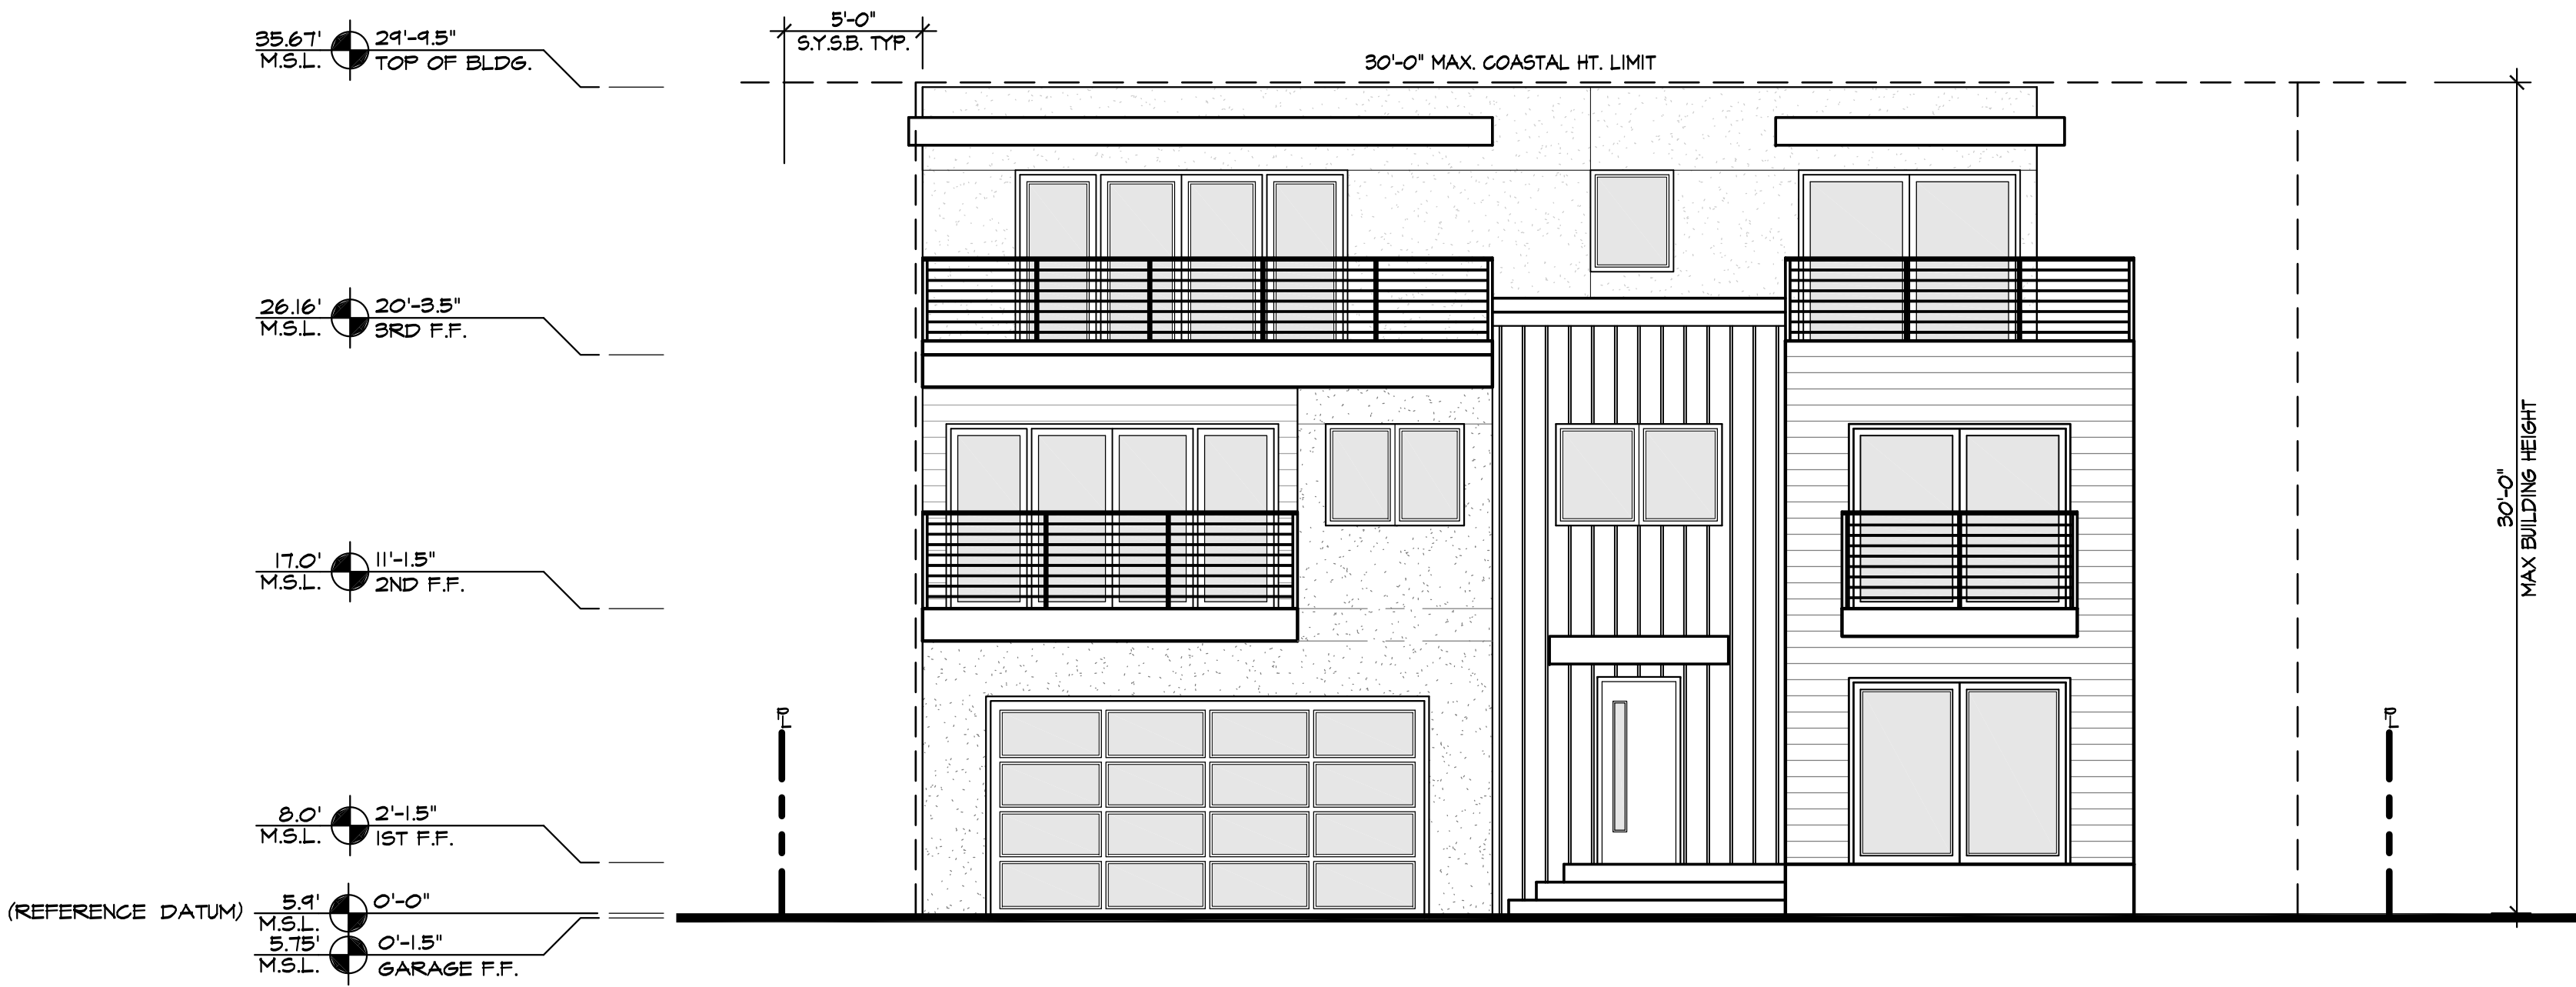 5'-0"
S.Y.S.B. TYP.
35.67' 29'-9.5"
M.S.L. TOP OF BLDG.
30'-0" MAX. COASTAL HT. LIMIT
26.16' 20'-3.5"
M.S.L. 3RD F.F.
30'-0"
MAX BUILDING HEIGHT
17.0' 11'-1.5"
M.S.L. 2ND F.F.
PL
PL
8.0' 2'-1.5"
M.S.L. 1ST F.F.
(REFERENCE DATUM) 5.9' 0'-0"
M.S.L.
5.75' 0'-1.5"
M.S.L. GARAGE F.F.